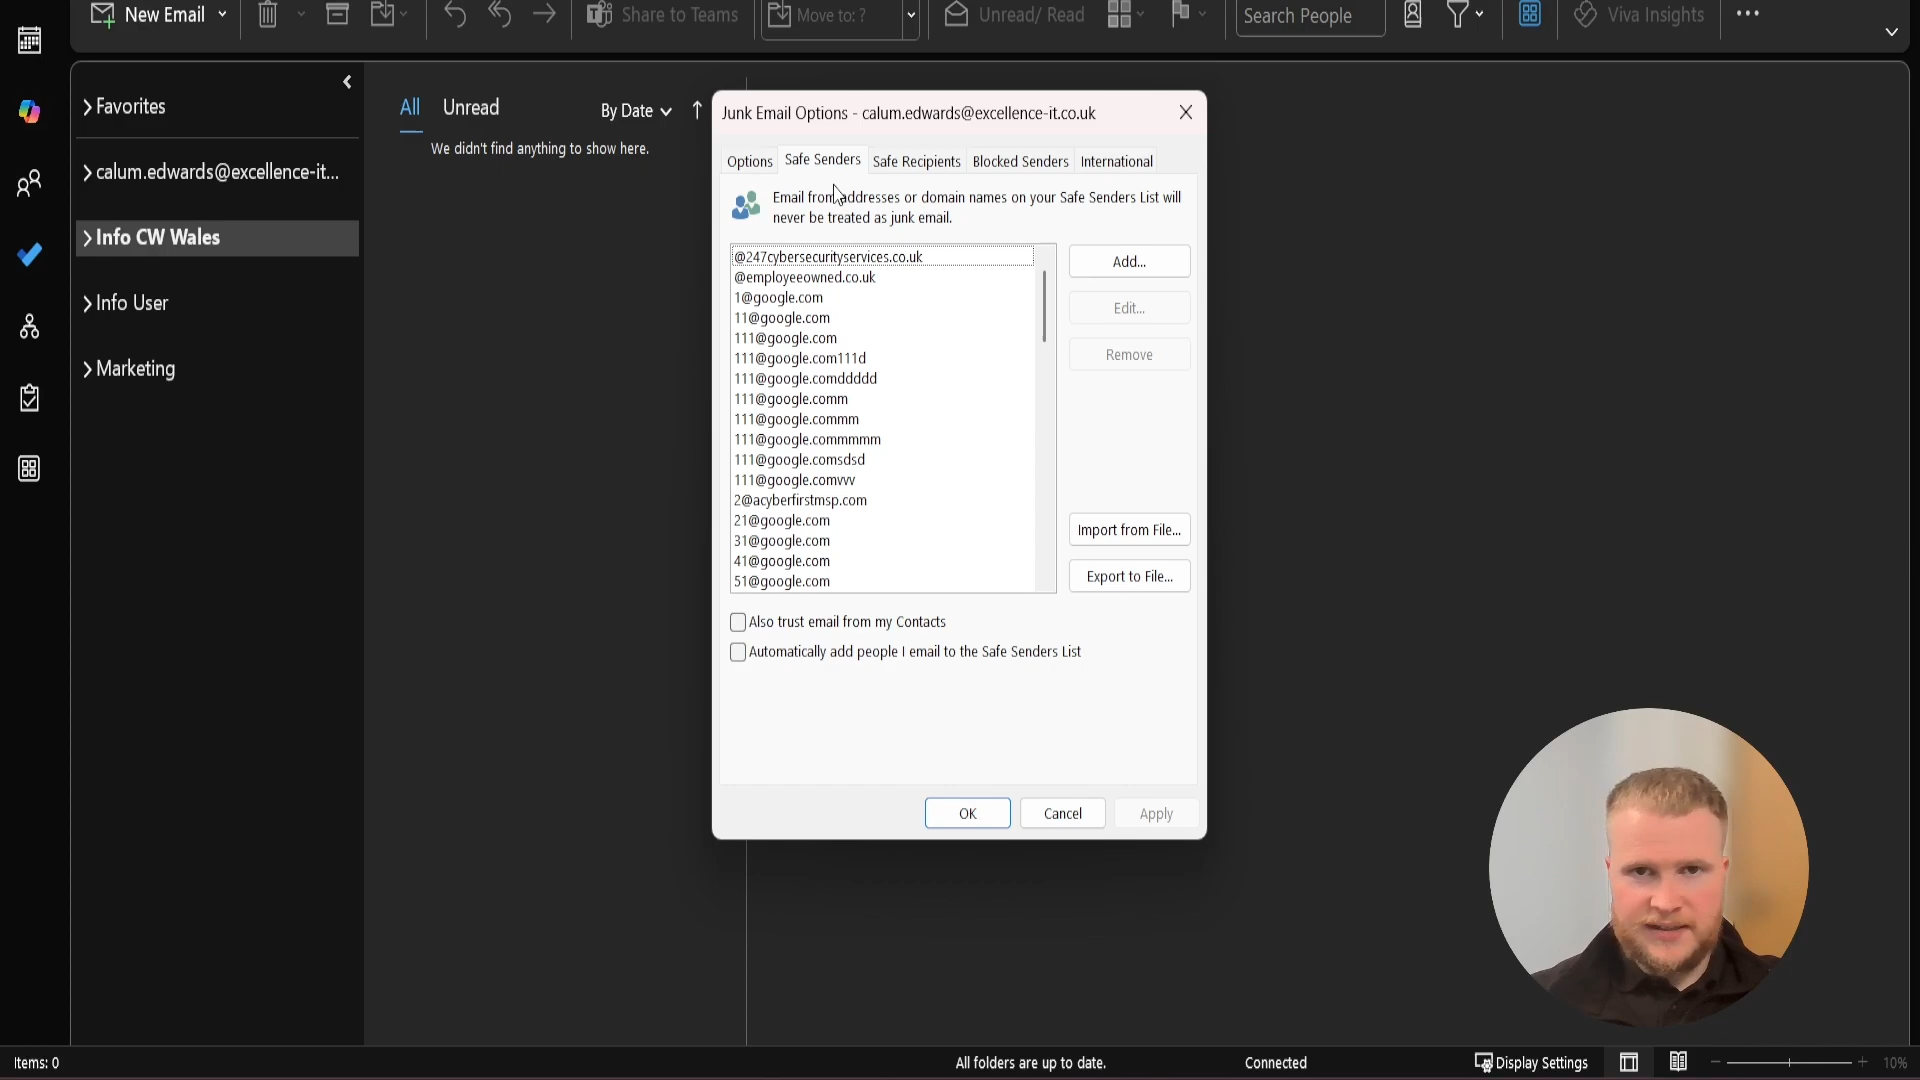 New Email
Share to Teams
Move to: ?
Unread/ Read
Search People
Viva Insights
Favorites
calum.edwards@excellence-it...
Info CW Wales
Info User
Marketing
All
Unread
By Date
We didn't find anything to show here.
Junk Email Options - calum.edwards@excellence-it.co.uk
Options
Safe Senders
Safe Recipients
Blocked Senders
International
Email from addresses or domain names on your Safe Senders List will
never be treated as junk email.
@247cybersecurityservices.co.uk
@employeeowned.co.uk
1@google.com
11@google.com
111@google.com
111@google.com111d
111@google.comddddd
111@google.comm
111@google.commm
111@google.commmmm
111@google.comsdsd
111@google.comvvv
2@acyberfirstmsp.com
21@google.com
31@google.com
41@google.com
51@google.com
Add...
Edit...
Remove
Import from File...
Export to File...
Also trust email from my Contacts
Automatically add people I email to the Safe Senders List
OK
Cancel
Apply
Items: 0
All folders are up to date.
Connected
Display Settings
10%